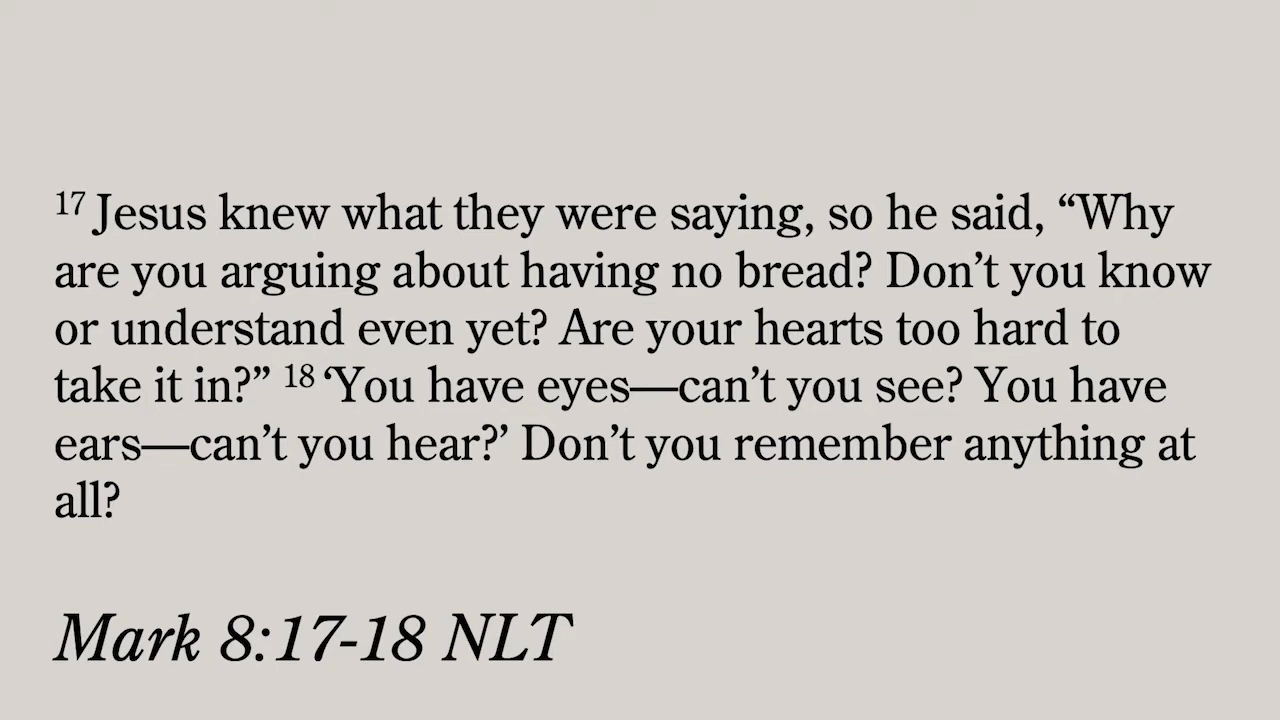 17 Jesus knew what they were saying, so he said, “Why
are you arguing about having no bread? Don’t you know
or understand even yet? Are your hearts too hard to
take it in?” 18 ‘You have eyes—can’t you see? You have
ears—can’t you hear?’ Don’t you remember anything at
all?
Mark 8:17-18 NLT